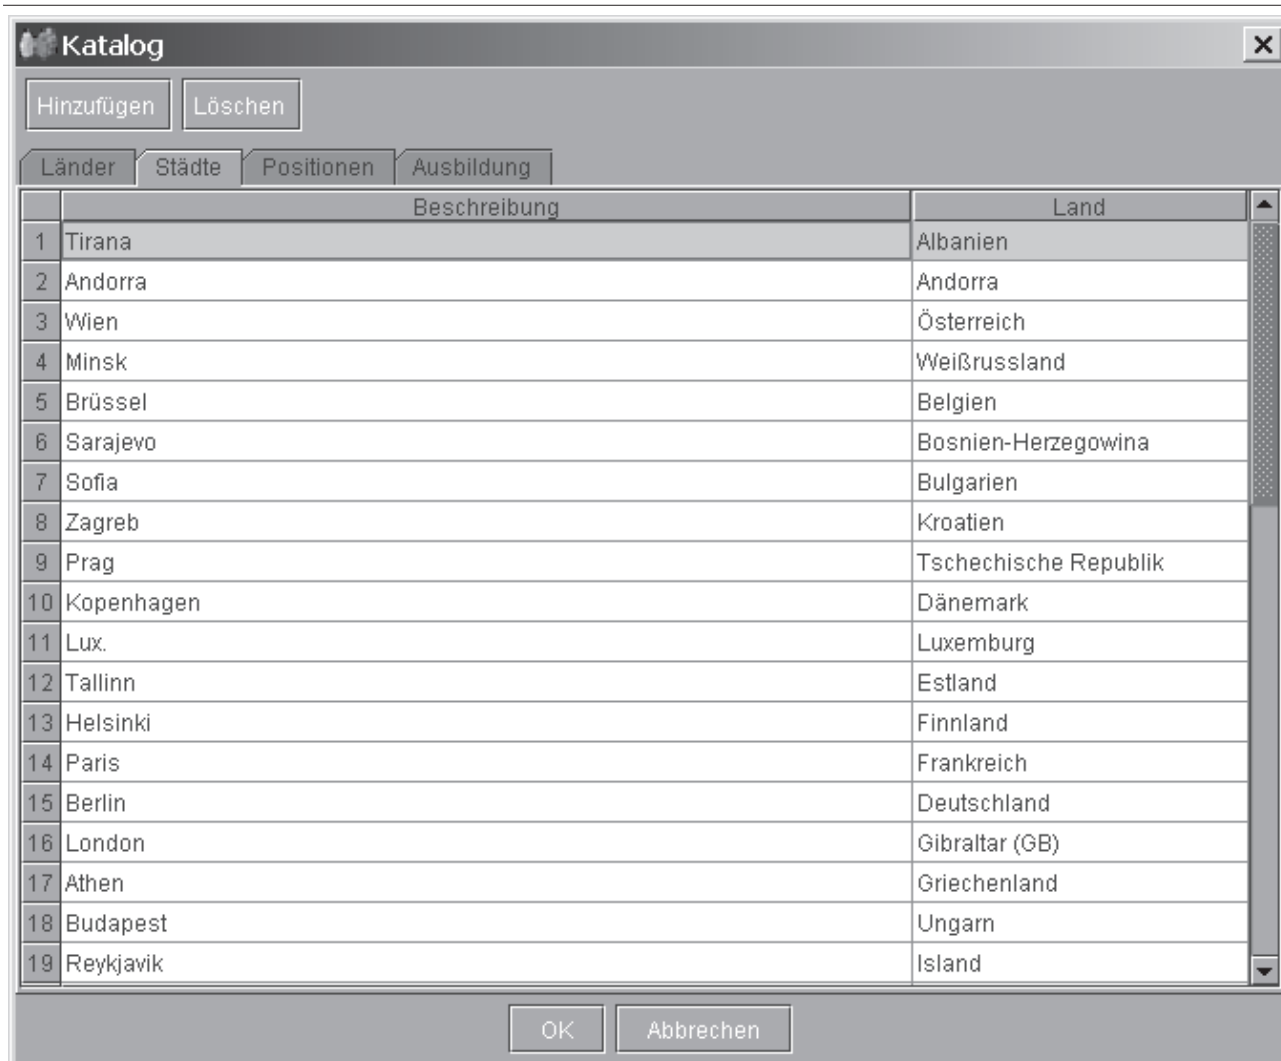 Katalog
Hinzufügen Löschen
Länder Städte Positionen Ausbildung
Beschreibung Land
1 Tirana Albanien
2 Andorra Andorra
3 Wien Österreich
4 Minsk Weißrussland
5 Brüssel Belgien
6 Sarajevo Bosnien-Herzegowina
7 Sofia Bulgarien
8 Zagreb Kroatien
9 Prag Tschechische Republik
10 Kopenhagen Dänemark
11 Lux. Luxemburg
12 Tallinn Estland
13 Helsinki Finnland
14 Paris Frankreich
15 Berlin Deutschland
16 London Gibraltar (GB)
17 Athen Griechenland
18 Budapest Ungarn
19 Reykjavik Island
OK Abbrechen